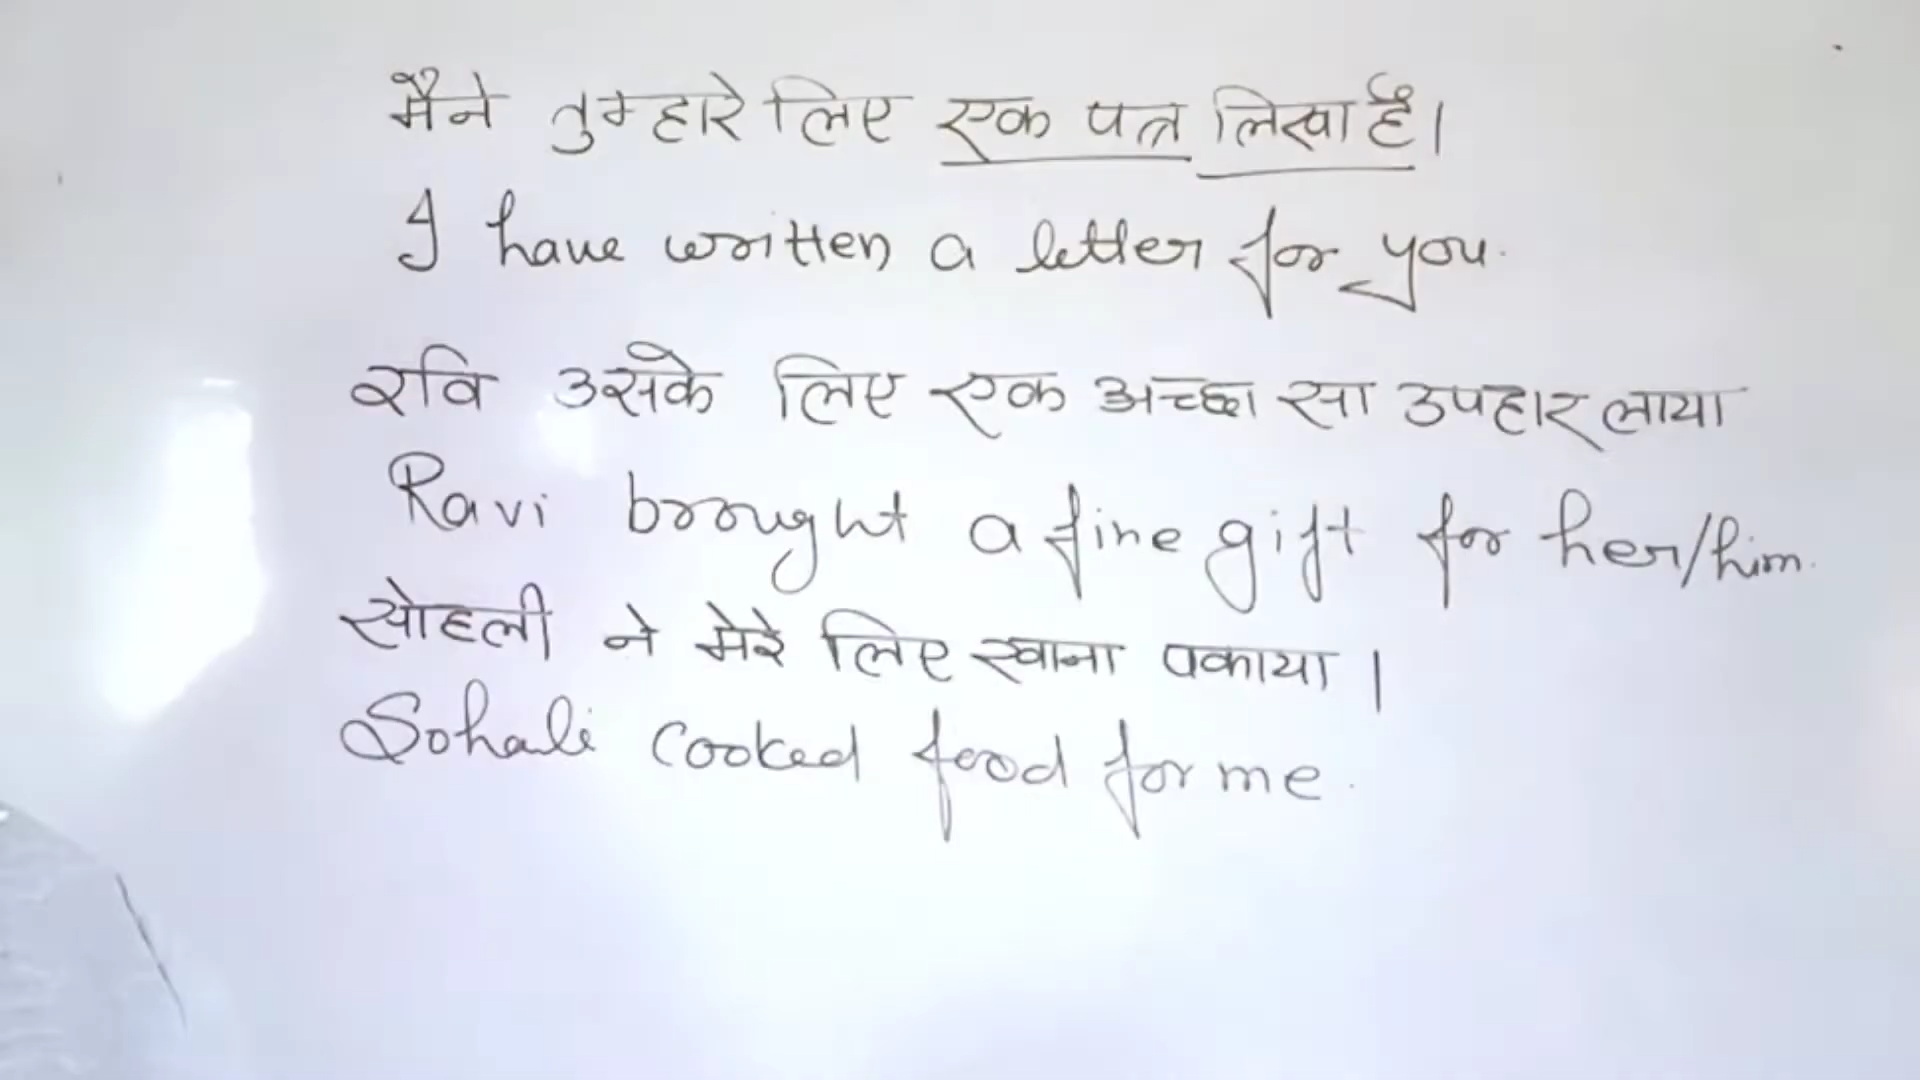 मैने तुम्हारे लिए एक पत्र लिखा है।
I have written a letter for you.
रवि उसके लिए एक अच्छा सा उपहार लाया
Ravi brought a fine gift for her/him.
सोहली ने मेरे लिए खाना पकाया।
Sohali cooked food for me.